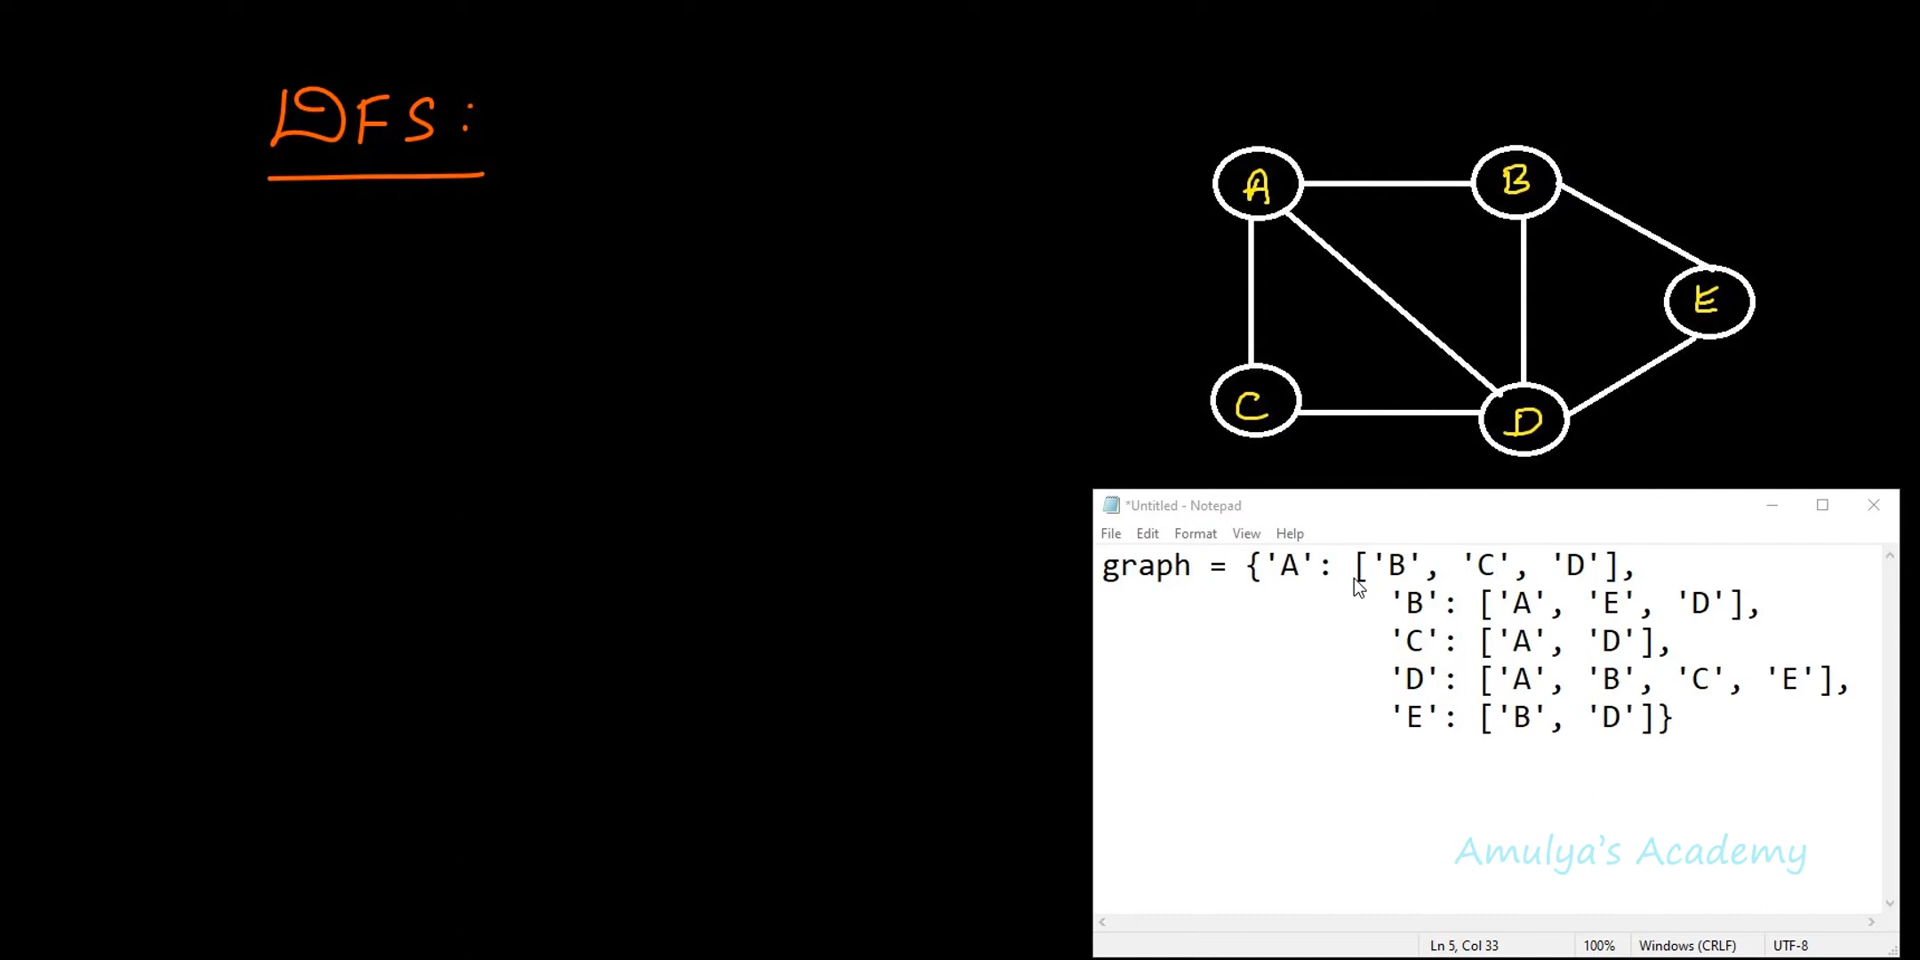 DFS:
A
B
E
C
D
*Untitled - Notepad
File Edit Format View Help
graph = {'A': ['B', 'C', 'D'],
'B': ['A', 'E', 'D'],
'C': ['A', 'D'],
'D': ['A', 'B', 'C', 'E'],
'E': ['B', 'D']}
Amulya's Academy
Ln 5, Col 33 100% Windows (CRLF) UTF-8